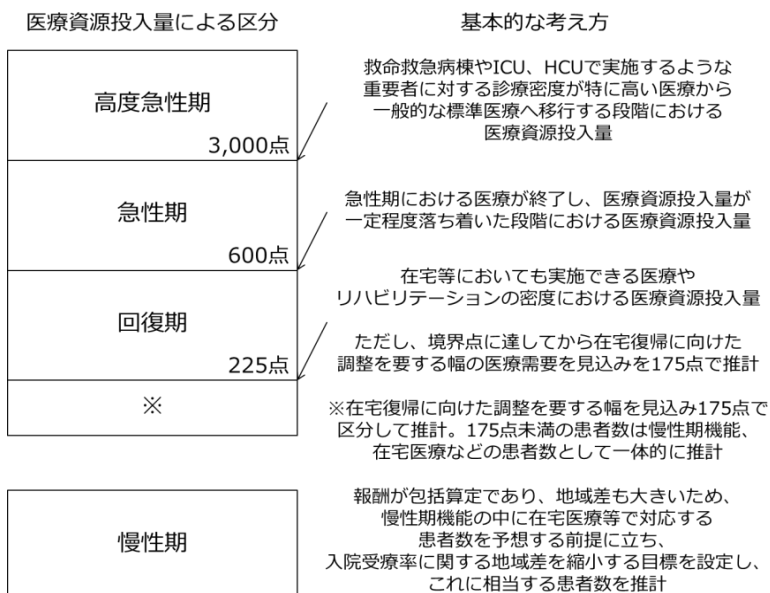 医療資源投入量による区分
基本的な考え方
高度急性期
3,000点
救命救急病棟やICU、HCUで実施するような
重要者に対する診療密度が特に高い医療から
一般的な標準医療へ移行する段階における
医療資源投入量
急性期
600点
急性期における医療が終了し、医療資源投入量が
一定程度落ち着いた段階における医療資源投入量
回復期
225点
在宅等においても実施できる医療や
リハビリテーションの密度における医療資源投入量
ただし、境界点に達してから在宅復帰に向けた
調整を要する幅の医療需要を見込みを175点で推計
※
※在宅復帰に向けた調整を要する幅を見込み175点で
区分して推計。175点未満の患者数は慢性期機能、
在宅医療などの患者数として一体的に推計
慢性期
報酬が包括算定であり、地域差も大きいため、
慢性期機能の中に在宅医療等で対応する
患者数を予想する前提に立ち、
入院受療率に関する地域差を縮小する目標を設定し、
これに相当する患者数を推計